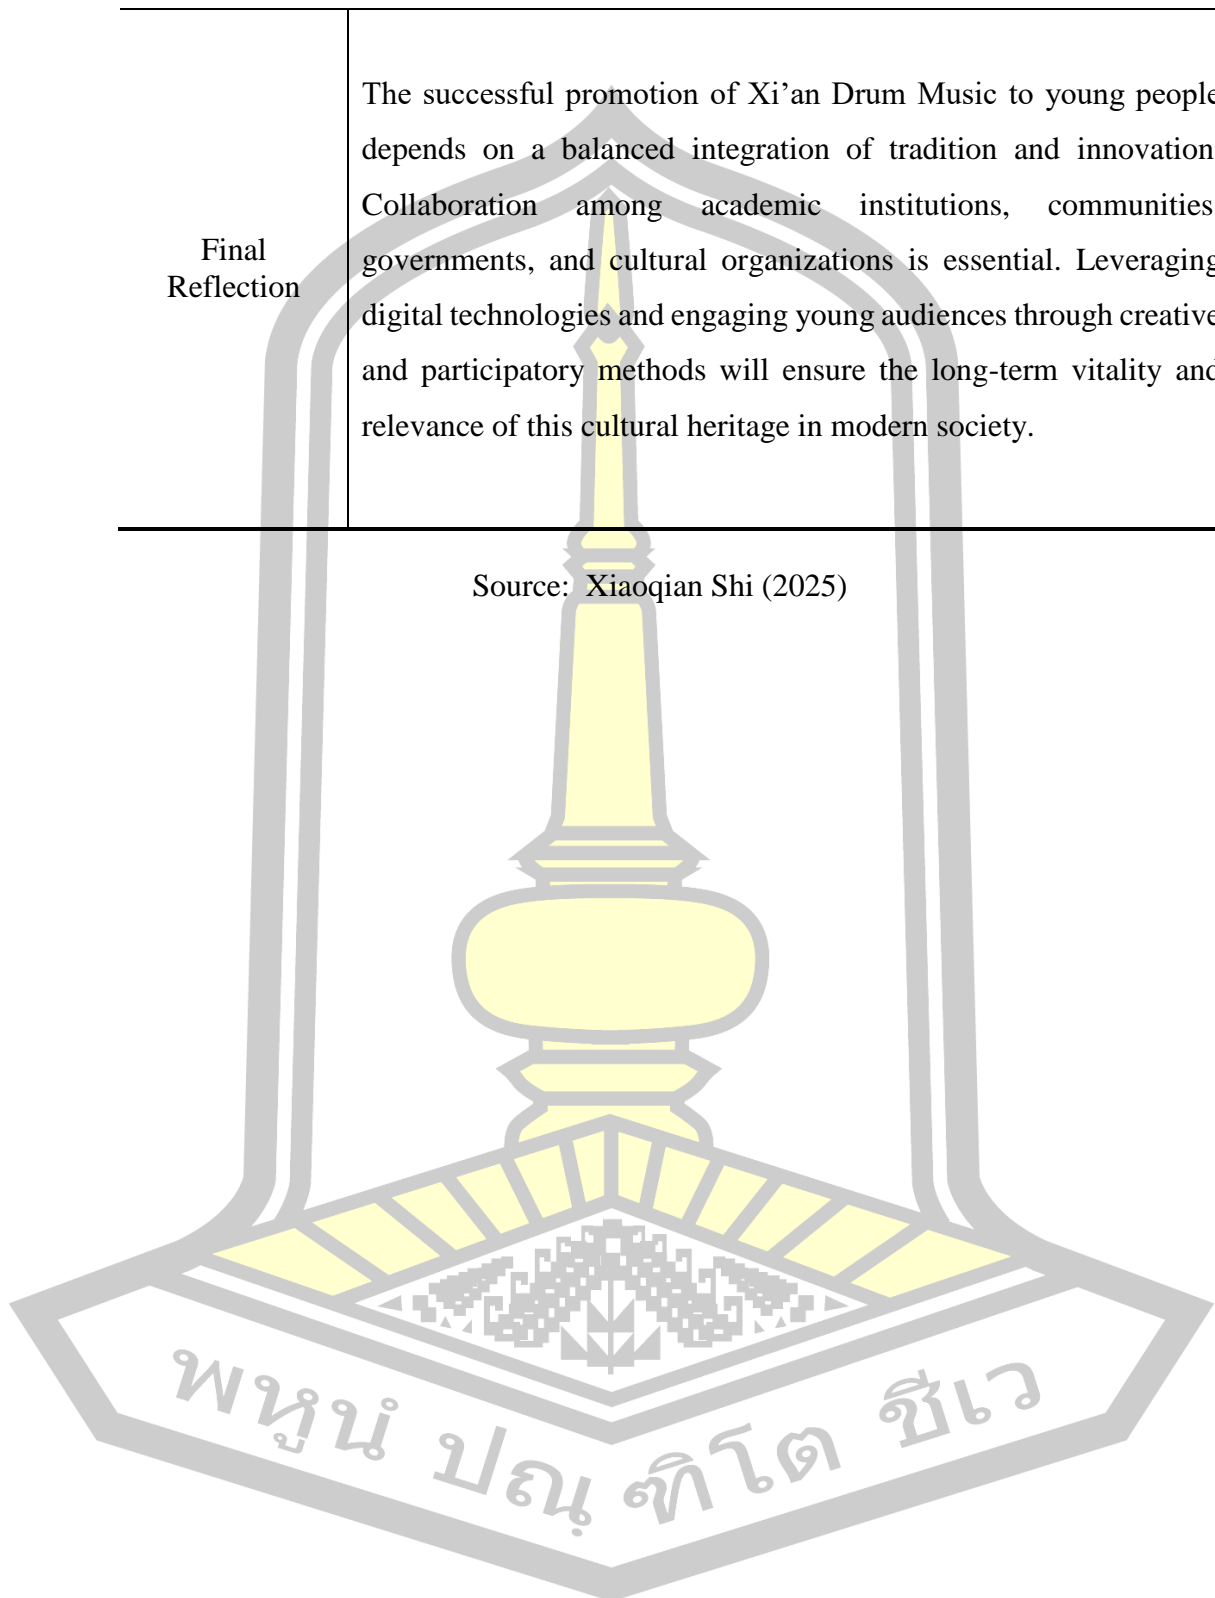 The successful promotion of Xi’an Drum Music to young people
depends on a balanced integration of tradition and innovation
Collaboration among academic institutions, communities
Final
Reflection
governments, and cultural organizations is essential. Leveraging
digital technologies and engaging young audiences through creative
and participatory methods will ensure the long-term vitality and
relevance of this cultural heritage in modern society.
Source: Xiaoqian Shi (2025)
พหูนํ ปณฺฑิโต ชีเว